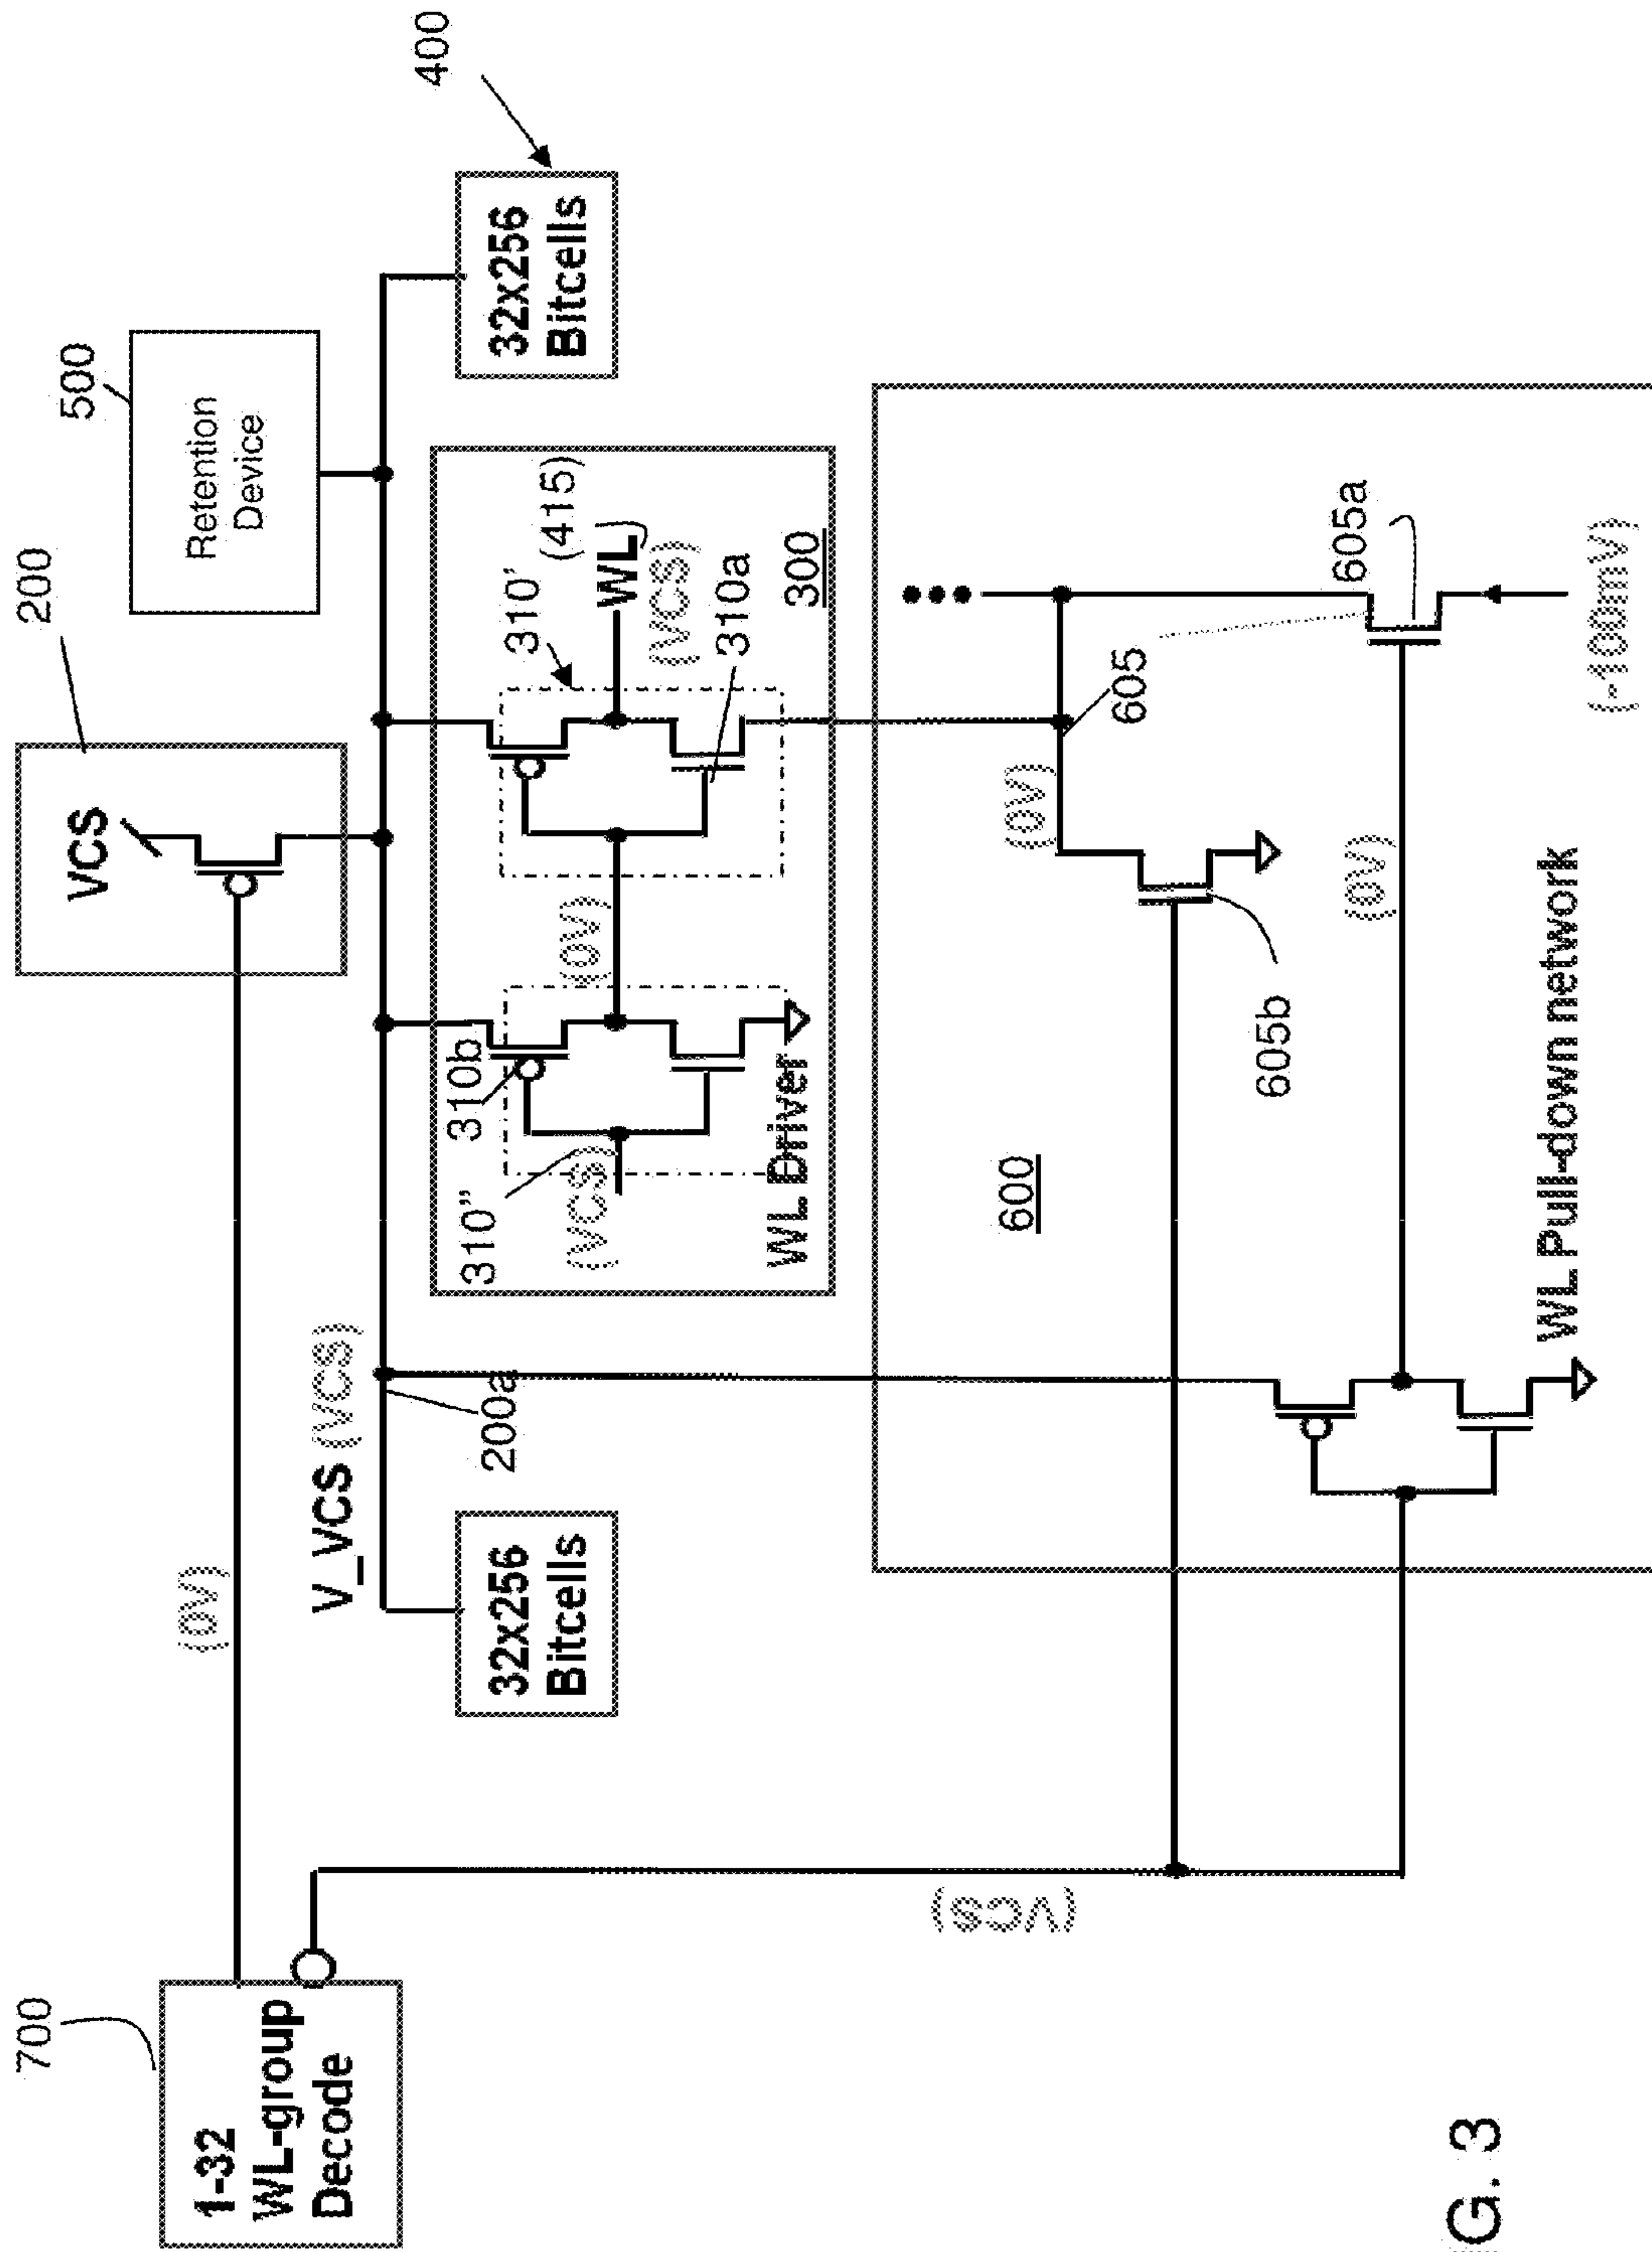 700
1-32
WL-group
Decode
(0V)
200
VCS
500
Retention
Device
400
V_VCS (VCS)
200a
32x256
Bitcells
32x256
Bitcells
310b
310”
(VCS)
WL Driver
(0V)
310’
(415)
WL
(VCS)
310a
300
(VCS)
600
(0V)
605
605b
(0V)
605a
(-100mV)
WL Pull-down network
G. 3